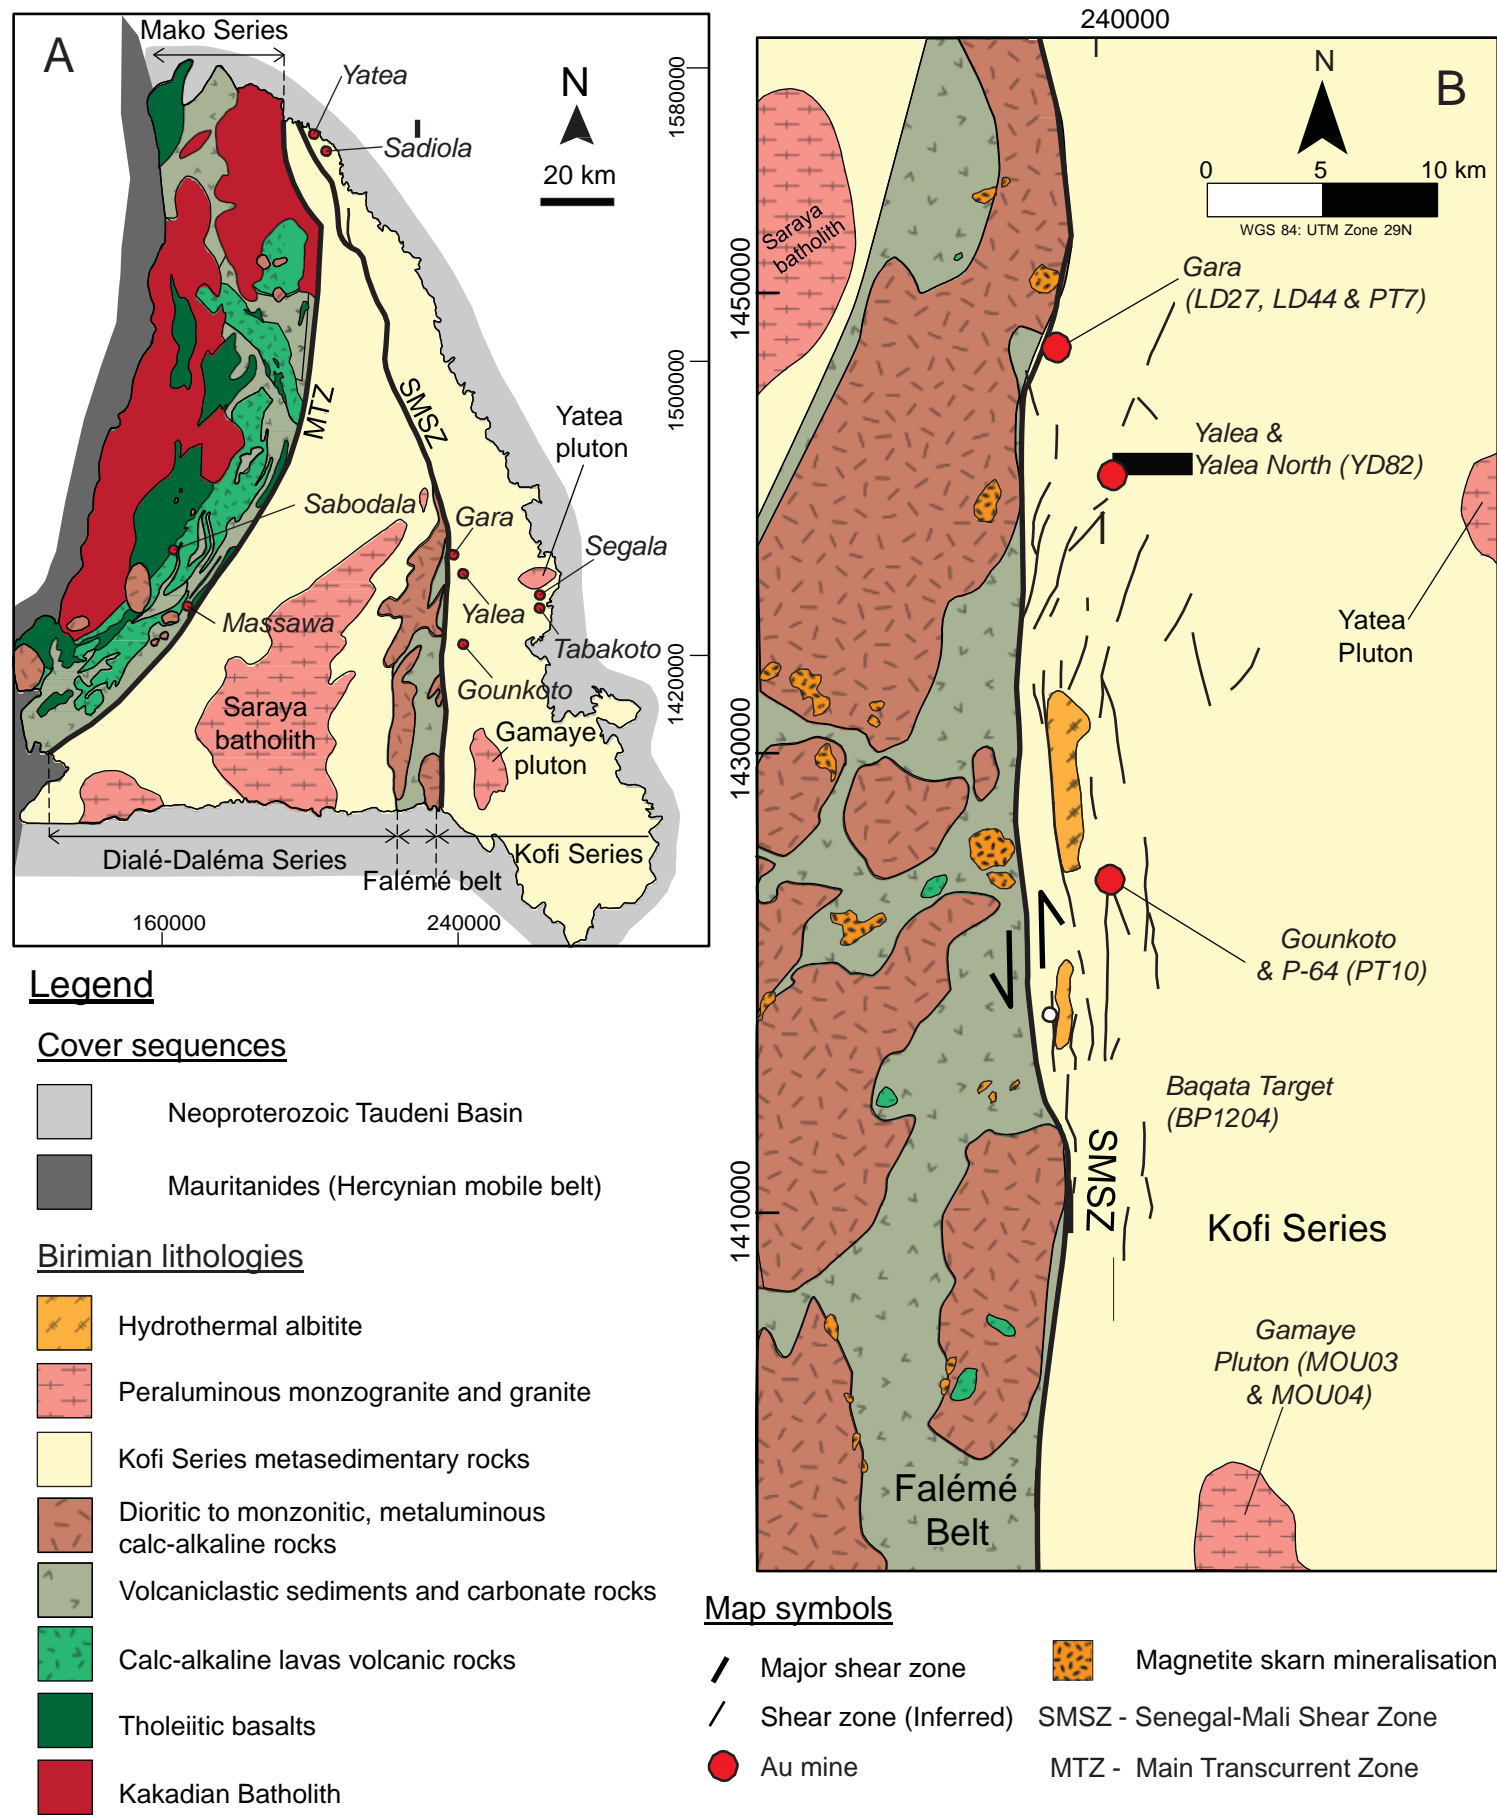 Mako Series
A
Yatea
N
Sadiola
20 km
1580000
1500000
1420000
MTZ
SMSZ
Yatea
pluton
Sabodala
Gara
Segala
Massawa
Yalea
Tabakoto
Gounkoto
Saraya
batholith
Gamaye
pluton
Dialé-Daléma Series
Falémé belt
Kofi Series
160000
240000
240000
B
N
0 5 10 km
WGS 84: UTM Zone 29N
Saraya
batholith
1450000
1430000
1410000
Gara
(LD27, LD44 & PT7)
Yalea &
Yalea North (YD82)
Yatea
Pluton
Gounkoto
& P-64 (PT10)
Baqata Target
(BP1204)
SMSZ
Kofi Series
Gamaye
Pluton (MOU03
& MOU04)
Falémé
Belt
Legend
Cover sequences
Neoproterozoic Taudeni Basin
Mauritanides (Hercynian mobile belt)
Birimian lithologies
Hydrothermal albitite
Peraluminous monzogranite and granite
Kofi Series metasedimentary rocks
Dioritic to monzonitic, metaluminous
calc-alkaline rocks
Volcaniclastic sediments and carbonate rocks
Calc-alkaline lavas volcanic rocks
Tholeiitic basalts
Kakadian Batholith
Map symbols
Major shear zone
Shear zone (Inferred)
Au mine
Magnetite skarn mineralisation
SMSZ - Senegal-Mali Shear Zone
MTZ - Main Transcurrent Zone